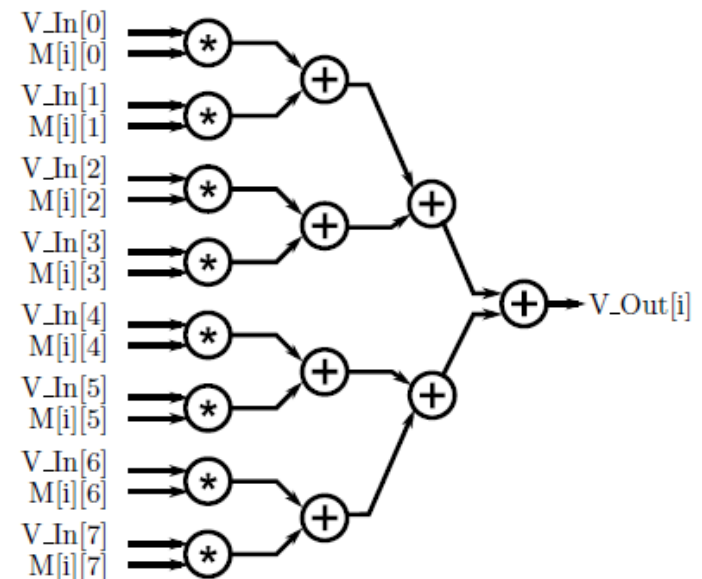 V_In[0]
M[i][0]
*
+
V_In[1]
M[i][1]
*
V_In[2]
M[i][2]
*
+
+
V_In[3]
M[i][3]
*
+
V_Out[i]
V_In[4]
M[i][4]
*
+
+
V_In[5]
M[i][5]
*
V_In[6]
M[i][6]
*
+
V_In[7]
M[i][7]
*